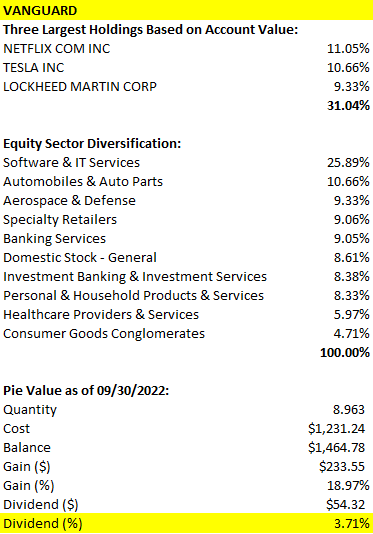 VANGUARD
Three Largest Holdings Based on Account Value:
NETFLIX COM INC 11.05%
TESLA INC 10.66%
LOCKHEED MARTIN CORP 9.33%
31.04%
Equity Sector Diversification:
Software & IT Services 25.89%
Automobiles & Auto Parts 10.66%
Aerospace & Defense 9.33%
Specialty Retailers 9.06%
Banking Services 9.05%
Domestic Stock - General 8.61%
Investment Banking & Investment Services 8.38%
Personal & Household Products & Services 8.33%
Healthcare Providers & Services 5.97%
Consumer Goods Conglomerates 4.71%
100.00%
Pie Value as of 09/30/2022:
Quantity 8.963
Cost $1,231.24
Balance $1,464.78
Gain ($) $233.55
Gain (%) 18.97%
Dividend ($) $54.32
Dividend (%) 3.71%